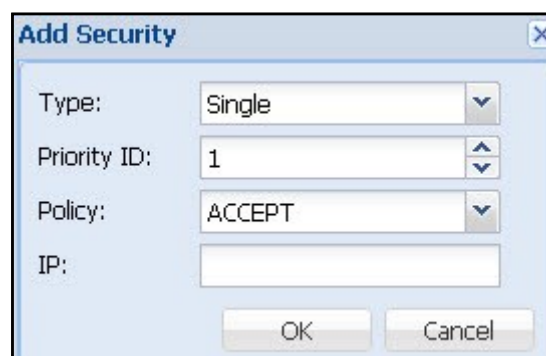 Add Security
Type: Single
Priority ID: 1
Policy: ACCEPT
IP:
OK Cancel